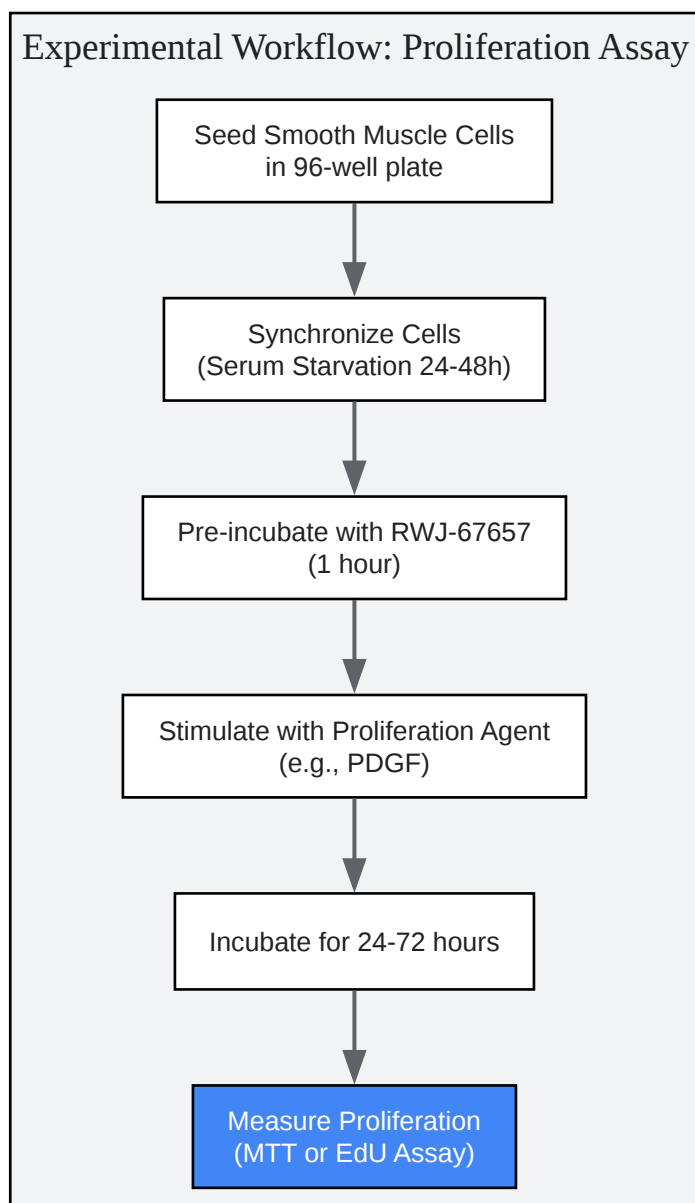 Experimental Workflow: Proliferation Assay
Seed Smooth Muscle Cells
in 96-well plate
Synchronize Cells
(Serum Starvation 24-48h)
Pre-incubate with RWJ-67657
(1 hour)
Stimulate with Proliferation Agent
(e.g., PDGF)
Incubate for 24-72 hours
Measure Proliferation
(MTT or EdU Assay)